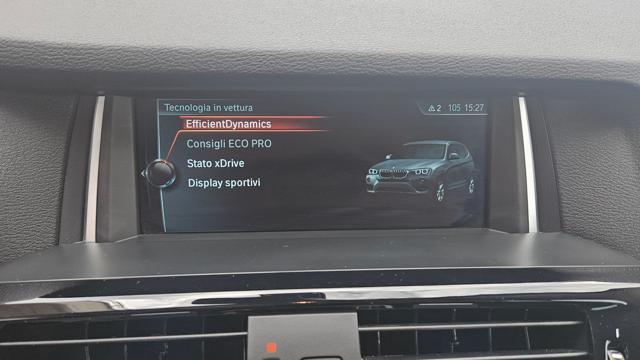 Tecnologia in vettura
2 105 15:27
EfficientDynamics
Consigli ECO PRO
Stato xDrive
Display sportivi